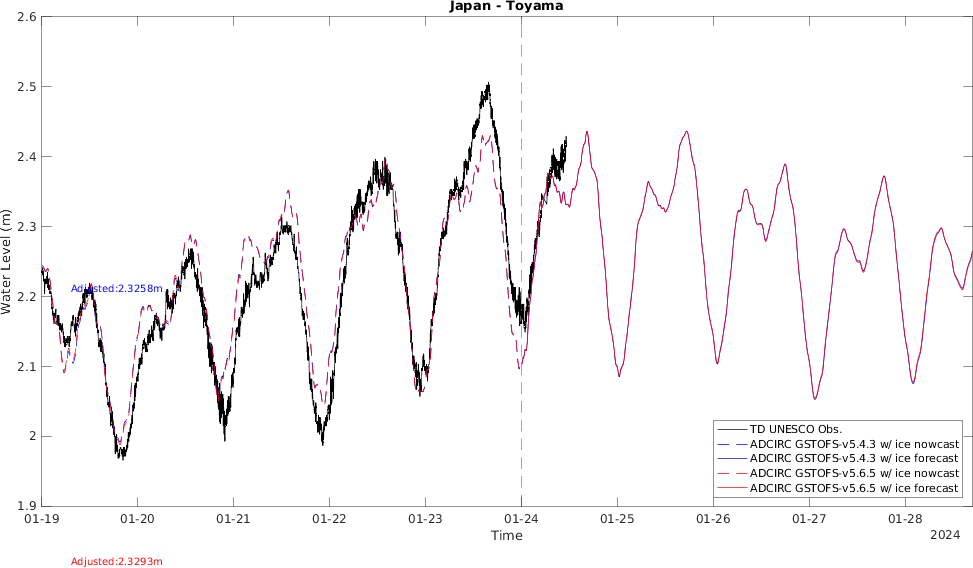 Japan - Toyama
2.6
2.5
2.4
2.3
2.2
2.1
2
1.9
Water Level (m)
Adjusted:2.3258m
TD UNESCO Obs.
ADCIRC GSTOFS-v5.4.3 w/ ice nowcast
ADCIRC GSTOFS-v5.4.3 w/ ice forecast
ADCIRC GSTOFS-v5.6.5 w/ ice nowcast
ADCIRC GSTOFS-v5.6.5 w/ ice forecast
01-19 01-20 01-21 01-22 01-23 01-24 01-25 01-26 01-27 01-28
Time
2024
Adjusted:2.3293m